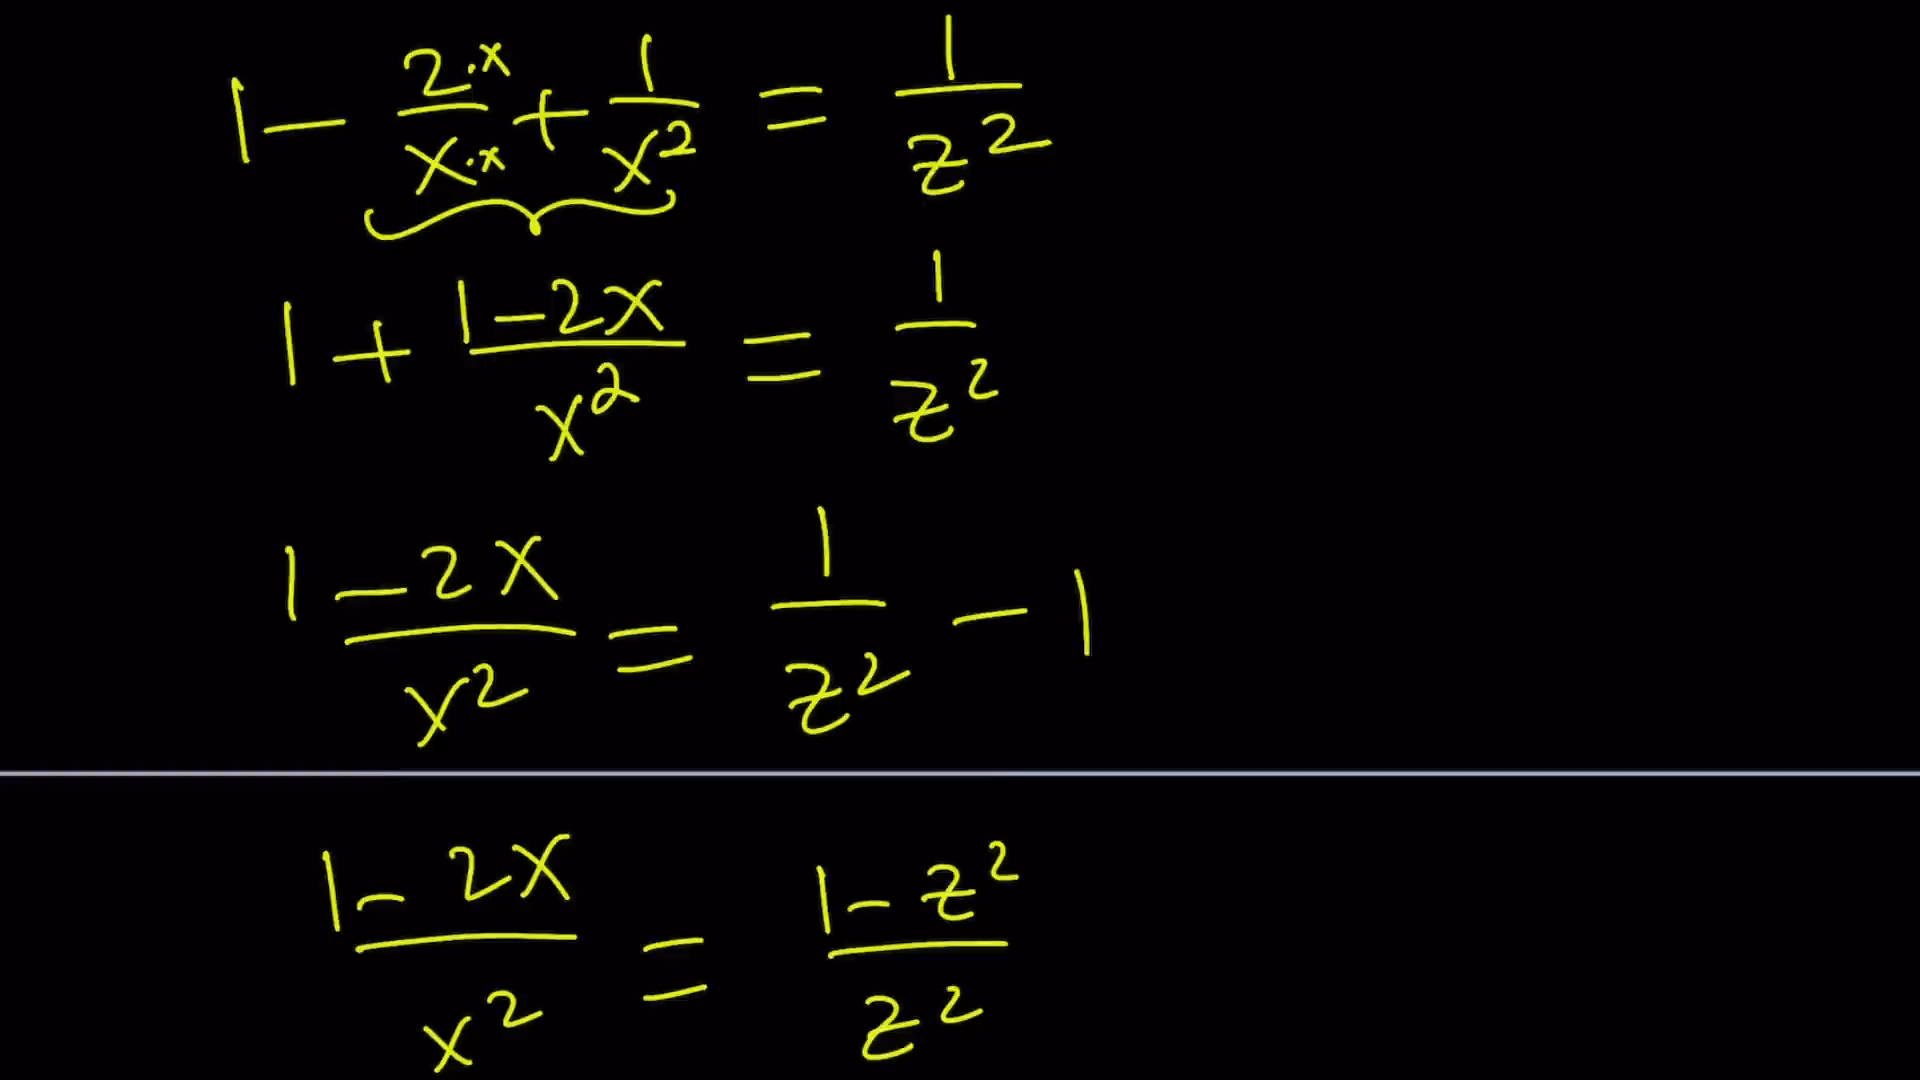 1 - 2·x/x·x + 1/x² = 1/z²
1 + 1-2x/x² = 1/z²
1-2x/x² = 1/z² - 1
1-2x/x² = 1-z²/z²